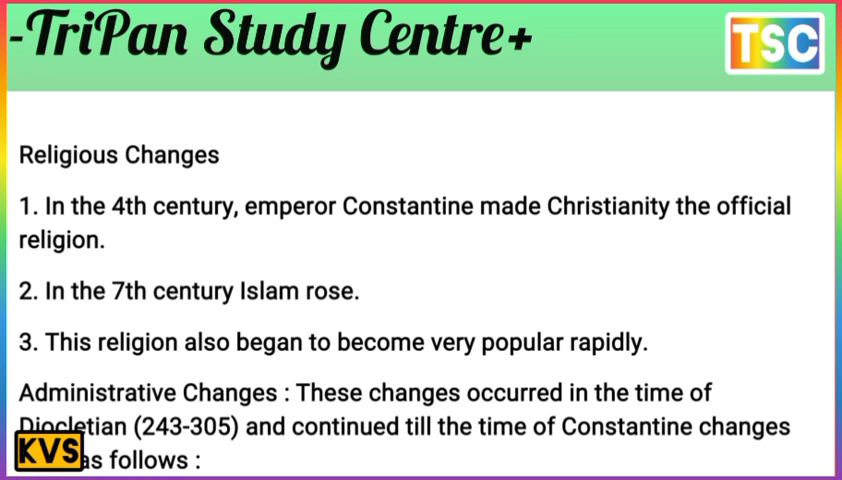 -TriPan Study Centre+
TSC
Religious Changes
1. In the 4th century, emperor Constantine made Christianity the official
religion.
2. In the 7th century Islam rose.
3. This religion also began to become very popular rapidly.
Administrative Changes : These changes occurred in the time of
Diocletian (243-305) and continued till the time of Constantine changes
as follows :
KVS